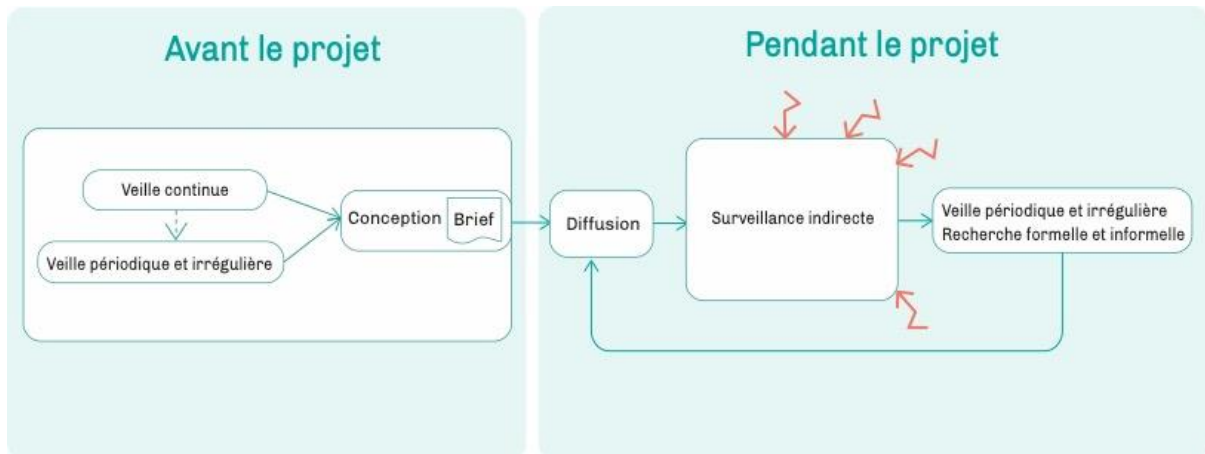 Avant le projet
Veille continue
Veille périodique et irrégulière
Conception
Brief
Pendant le projet
Diffusion
Surveillance indirecte
Veille périodique et irrégulière
Recherche formelle et informelle